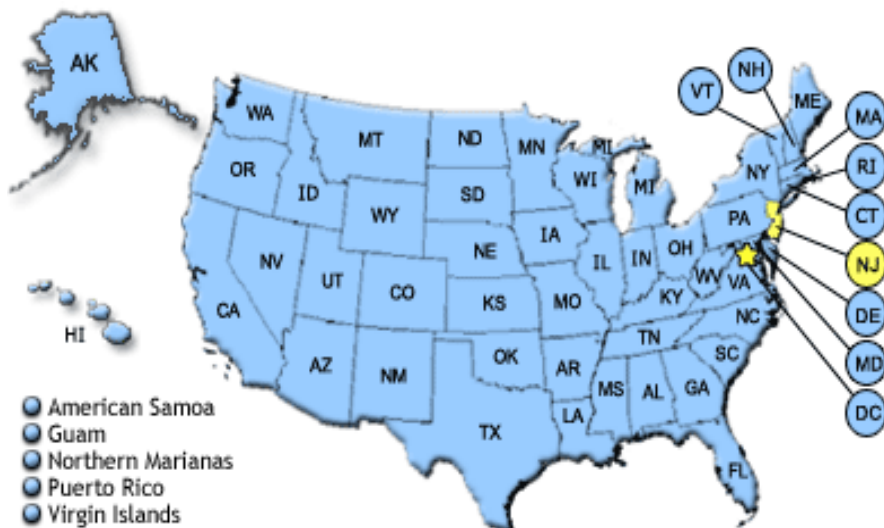 AK
NH
VT
ME
WA
MA
MT
ND
MN
MI
OR
RI
NY
ID
SD
WI
MI
WY
CT
PA
IA
NE
OH
NV
IL
IN
NJ
UT
WV
VA
CO
CA
KS
MO
KY
DE
NC
HI
TN
OK
SC
AZ
NM
AR
MD
MS
AL
GA
American Samoa
LA
DC
TX
Guam
Northern Marianas
FL
Puerto Rico
Virgin Islands